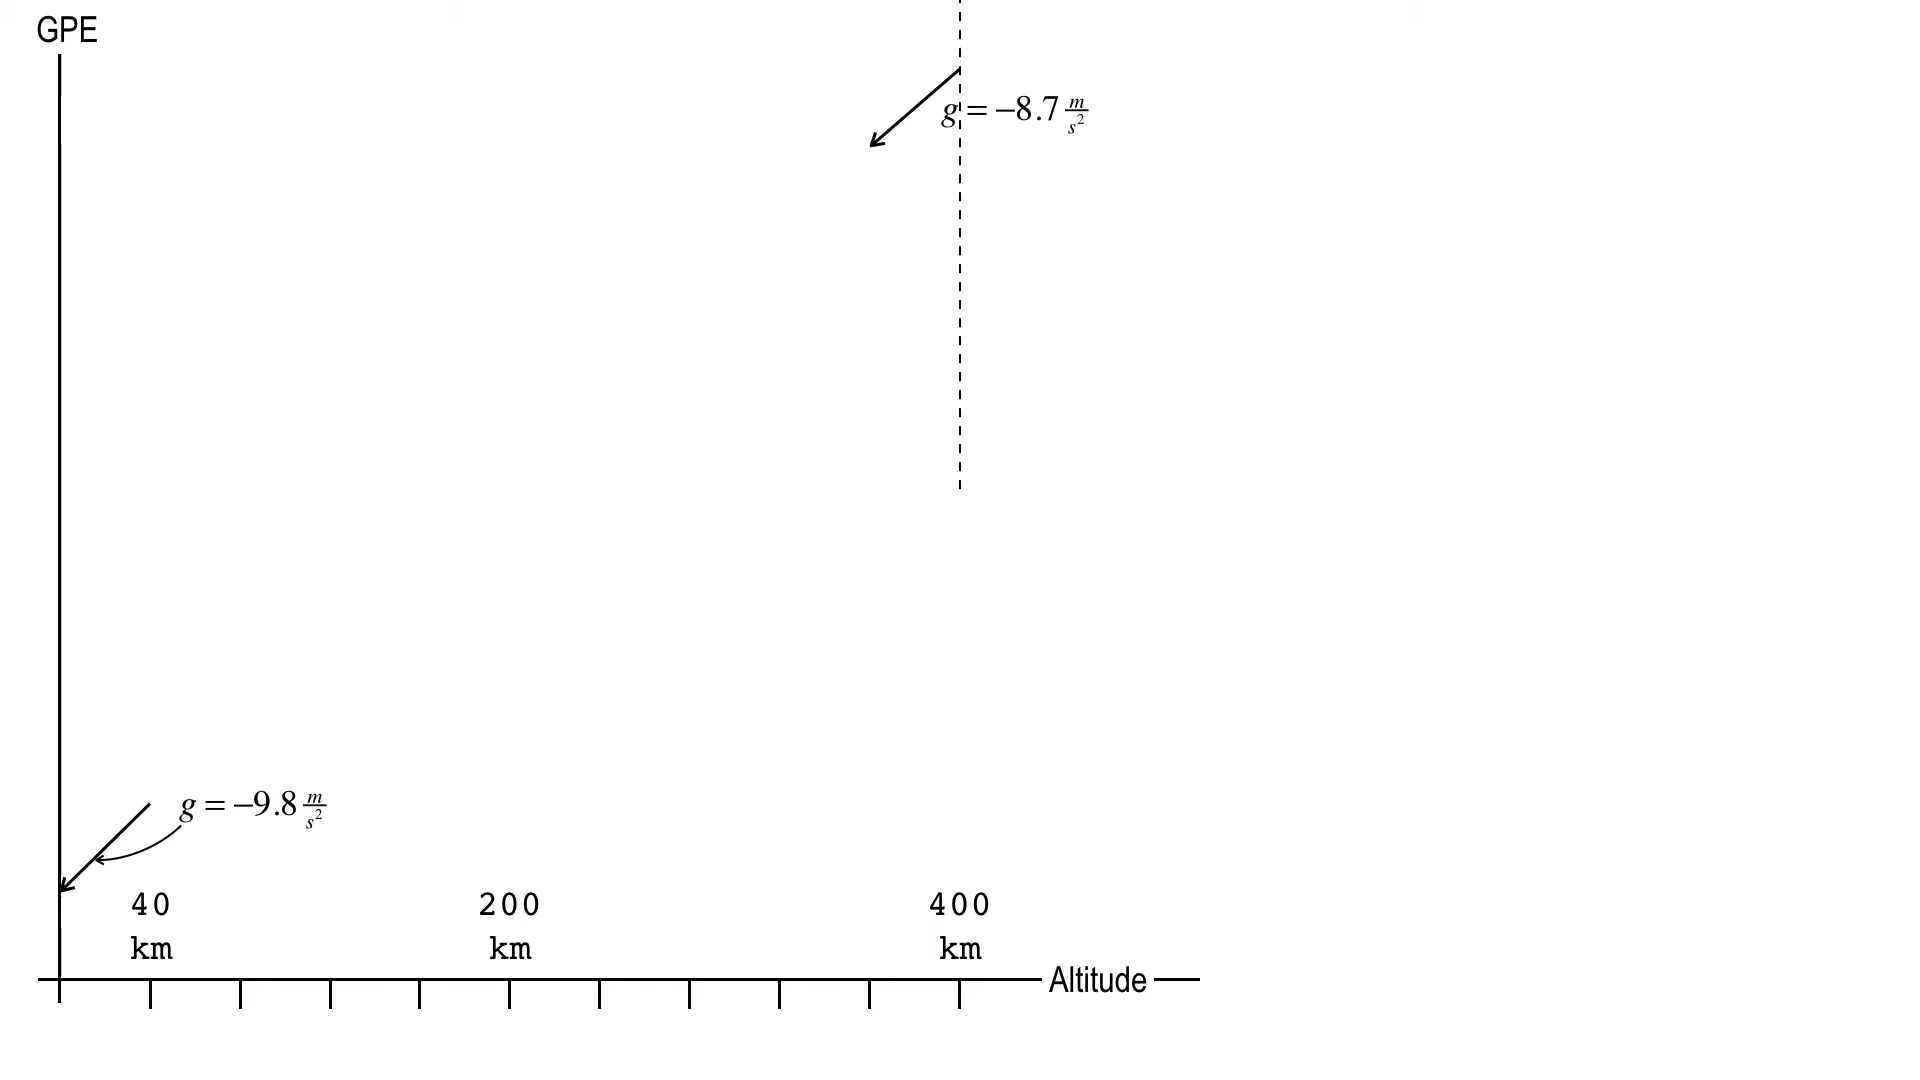 GPE
g = −8.7 m/s²
g = −9.8 m/s²
40 200 400
km km km
Altitude